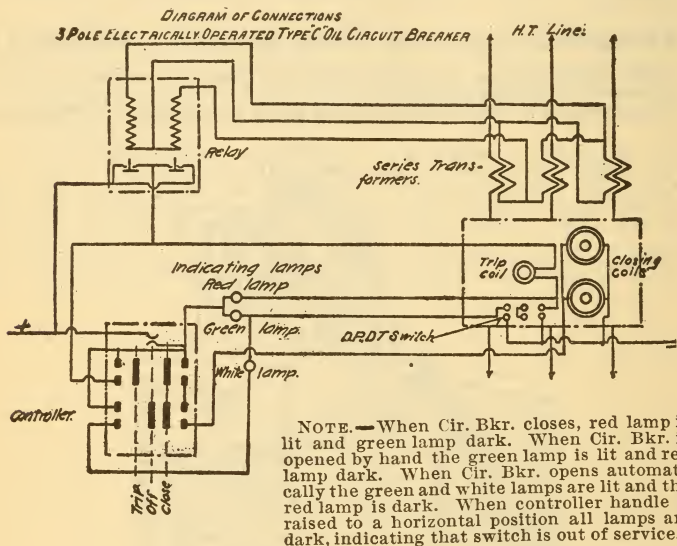 DIAGRAM OF CONNECTIONS
3 POLE ELECTRICALLY OPERATED TYPE "C" OIL CIRCUIT BREAKER
H.T. Lines
Relay
Series Trans-
formers.
Indicating lamps
Red lamp
Trip
coil
Closing
coils
Green lamp.
D.P.D.T Switch
+
-
White lamp.
Controller.
Trip
Off
Close
NOTE.—When Cir. Bkr. closes, red lamp i
lit and green lamp dark. When Cir. Bkr.
opened by hand the green lamp is lit and re
lamp dark. When Cir. Bkr. opens automat
cally the green and white lamps are lit and th
red lamp is dark. When controller handle
raised to a horizontal position all lamps ar
dark, indicating that switch is out of service.